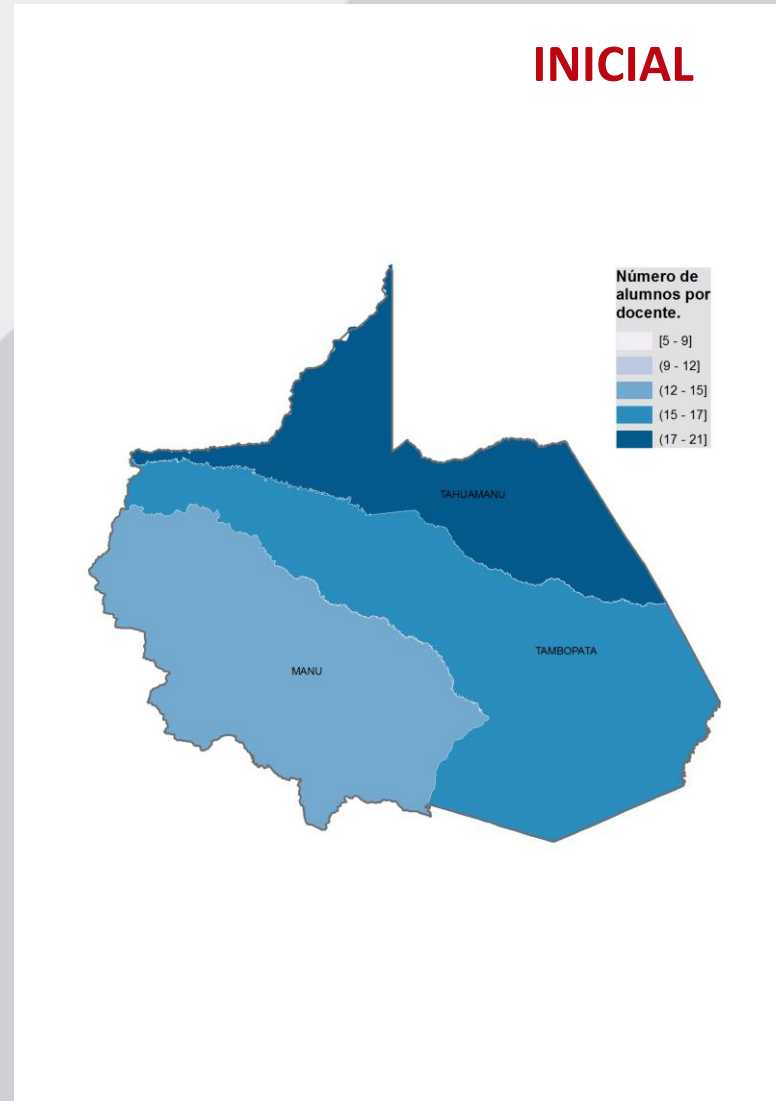 INICIAL
Número de
alumnos por
docente.
[5 - 9]
(9 - 12]
(12 - 15]
(15 - 17]
(17 - 21]
TAHUAMANU
TAMBOPATA
MANU